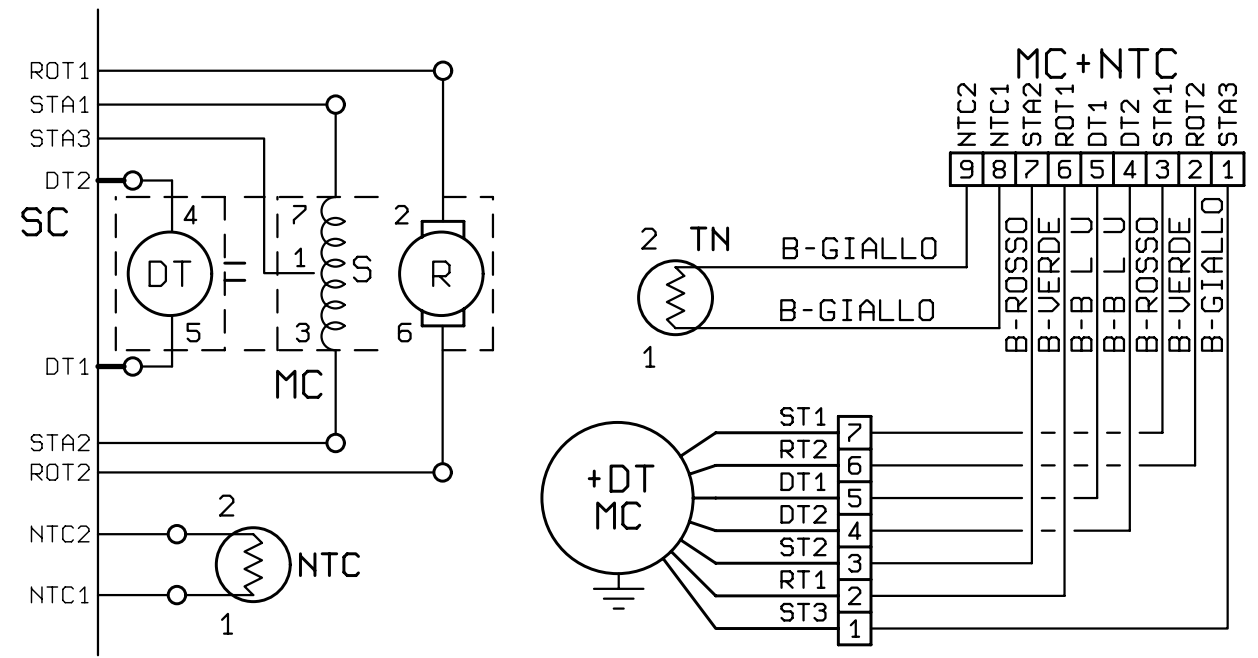 ROT1
STA1
STA3
DT2
SC
4
DT
5
DT1
7
1
S
3
MC
2
R
6
STA2
ROT2
NTC2
2
NTC
NTC1
1
MC+NTC
NTC2
NTC1
STA2
ROT1
DT1
DT2
STA1
ROT2
STA3
9 8 7 6 5 4 3 2 1
2 TN
B-GIALLO
B-GIALLO
1
B-ROSSO
B-VERDE
B-B L U
B-B L U
B-ROSSO
B-VERDE
B-GIALLO
+DT
MC
ST1 7
RT2 6
DT1 5
DT2 4
ST2 3
RT1 2
ST3 1